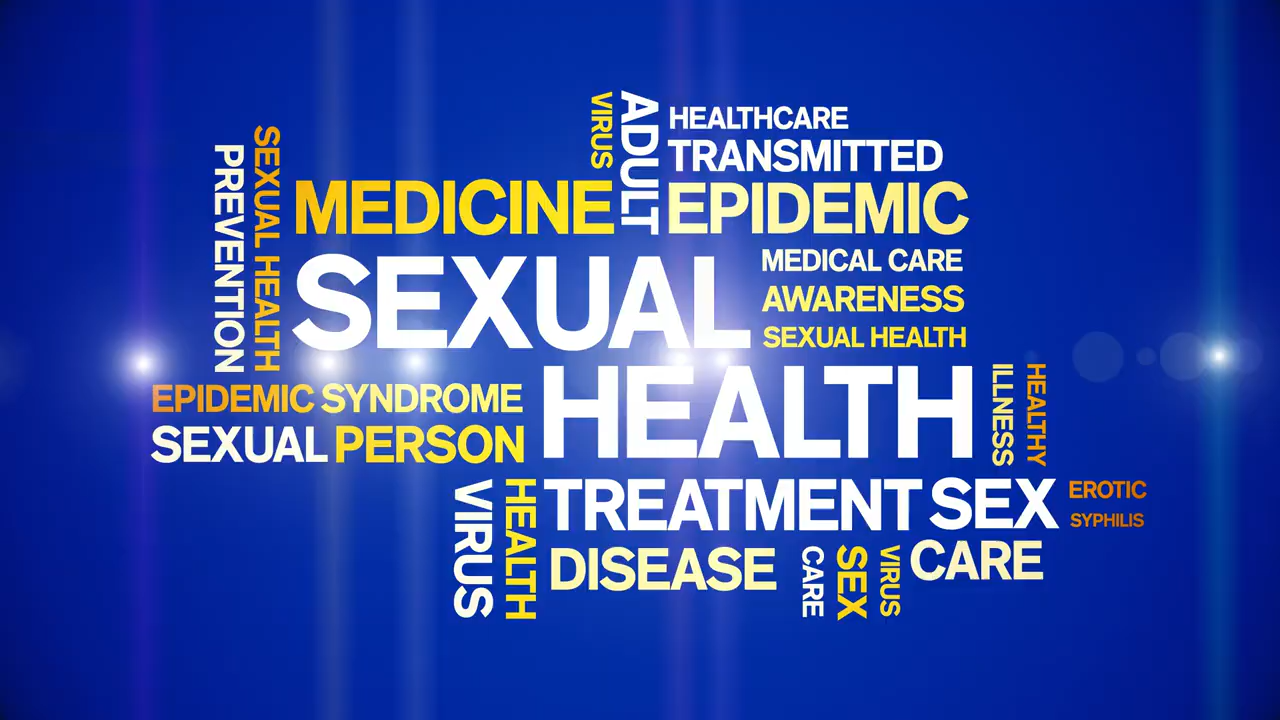 VIRUS
ADULT
HEALTHCARE
TRANSMITTED
PREVENTION
SEXUAL HEALTH
MEDICINE
EPIDEMIC
SEXUAL
MEDICAL CARE
AWARENESS
SEXUAL HEALTH
EPIDEMIC SYNDROME
SEXUAL PERSON
HEALTH
ILLNESS
HEALTHY
VIRUS
HEALTH
TREATMENT SEX
EROTIC
SYPHILIS
DISEASE
CARE
SEX
VIRUS
CARE